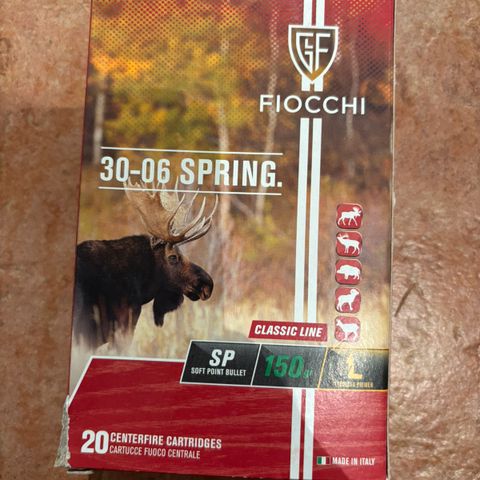 FIOCCHI
30-06 SPRING.
CLASSIC LINE
SP
SOFT POINT BULLET
150gr
L
20 CENTERFIRE CARTRIDGES
CARTUCCE FUOCO CENTRALE
MADE IN ITALY